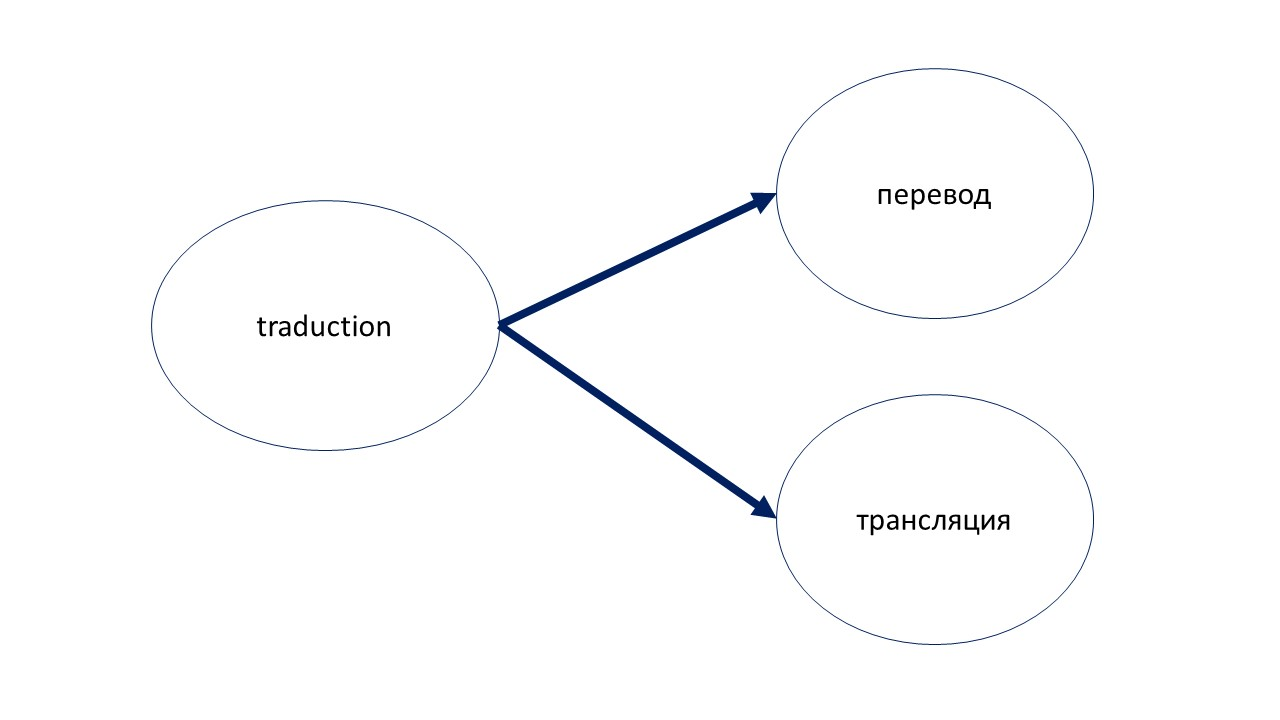 traduction
перевод
трансляция